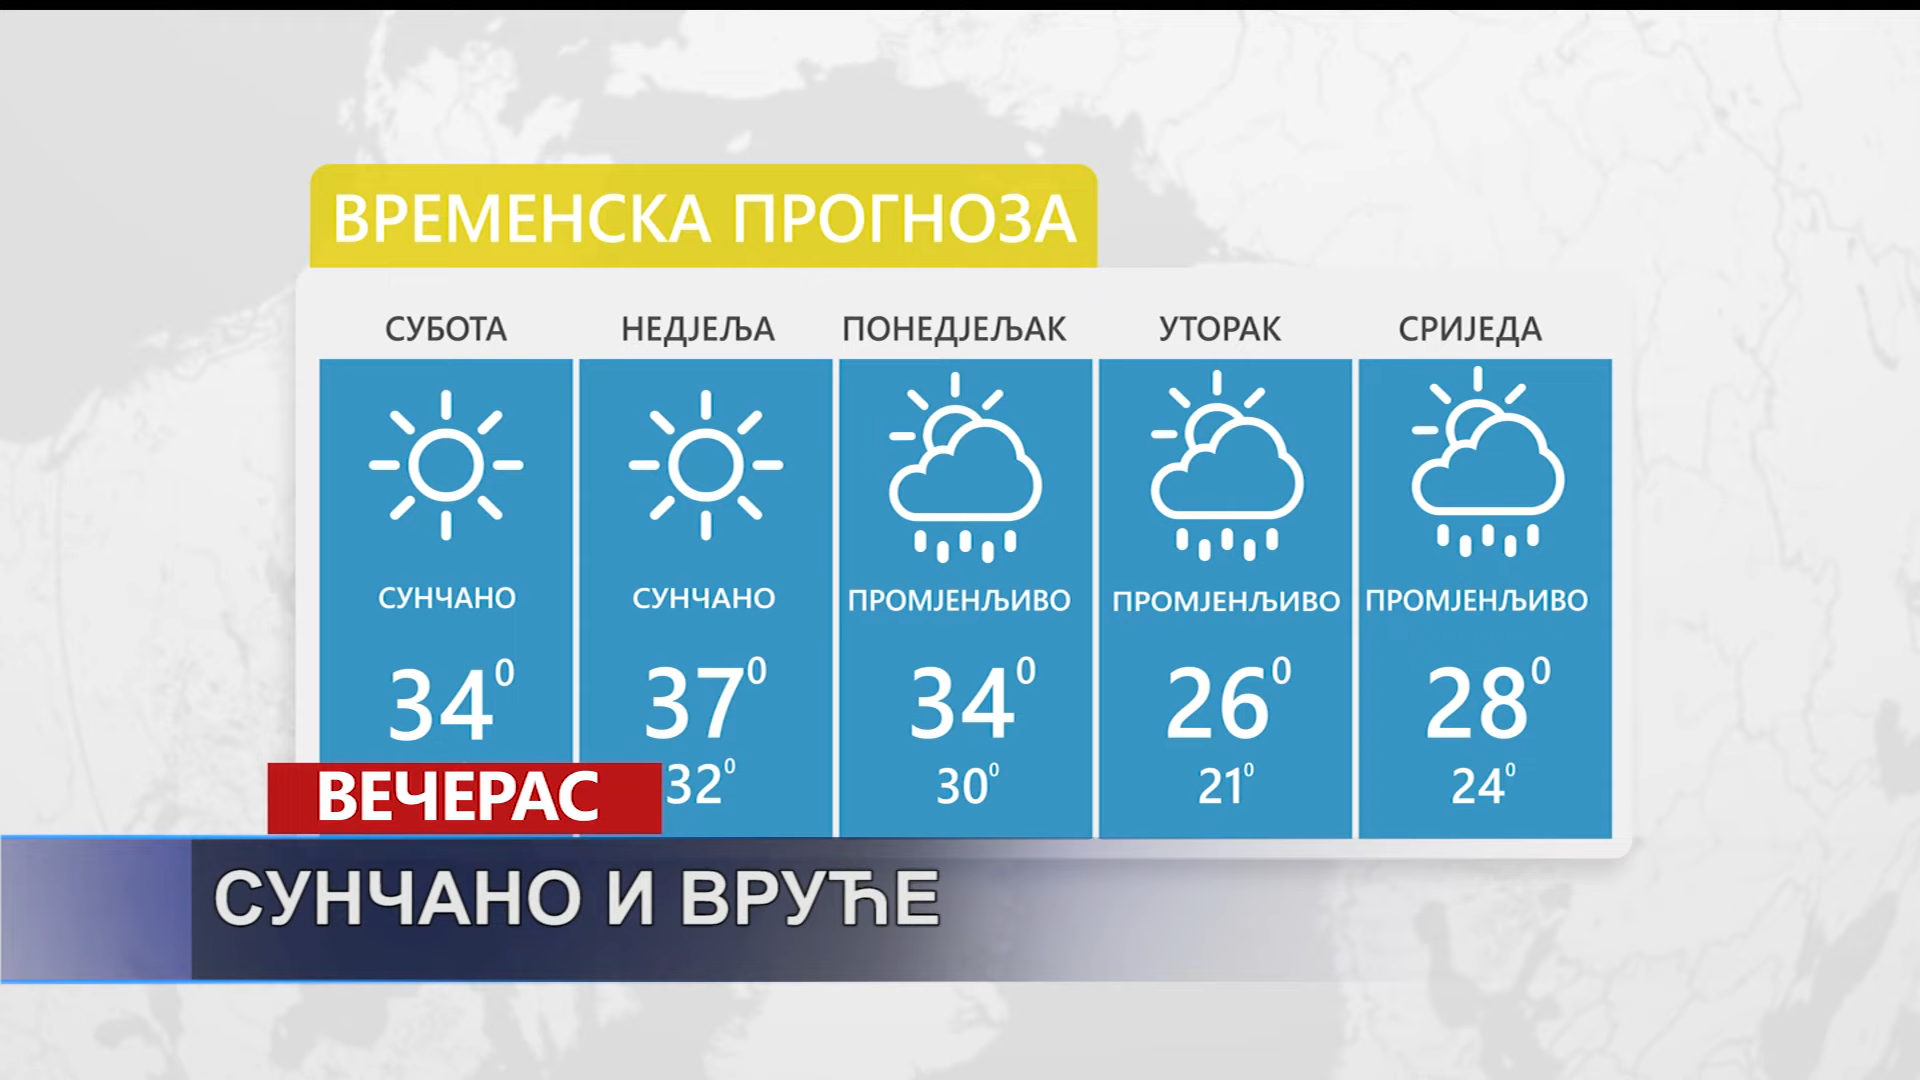 ВРЕМЕНСКА ПРОГНОЗА
СУБОТА НЕДЈЕЉА ПОНЕДЈЕЉАК УТОРАК СРИЈЕДА
СУНЧАНО СУНЧАНО ПРОМЈЕНЉИВО ПРОМЈЕНЉИВО ПРОМЈЕНЉИВО
34⁰ 37⁰ 34⁰ 26⁰ 28⁰
32⁰ 30⁰ 21⁰ 24⁰
ВЕЧЕРАС
СУНЧАНО И ВРУЋЕ